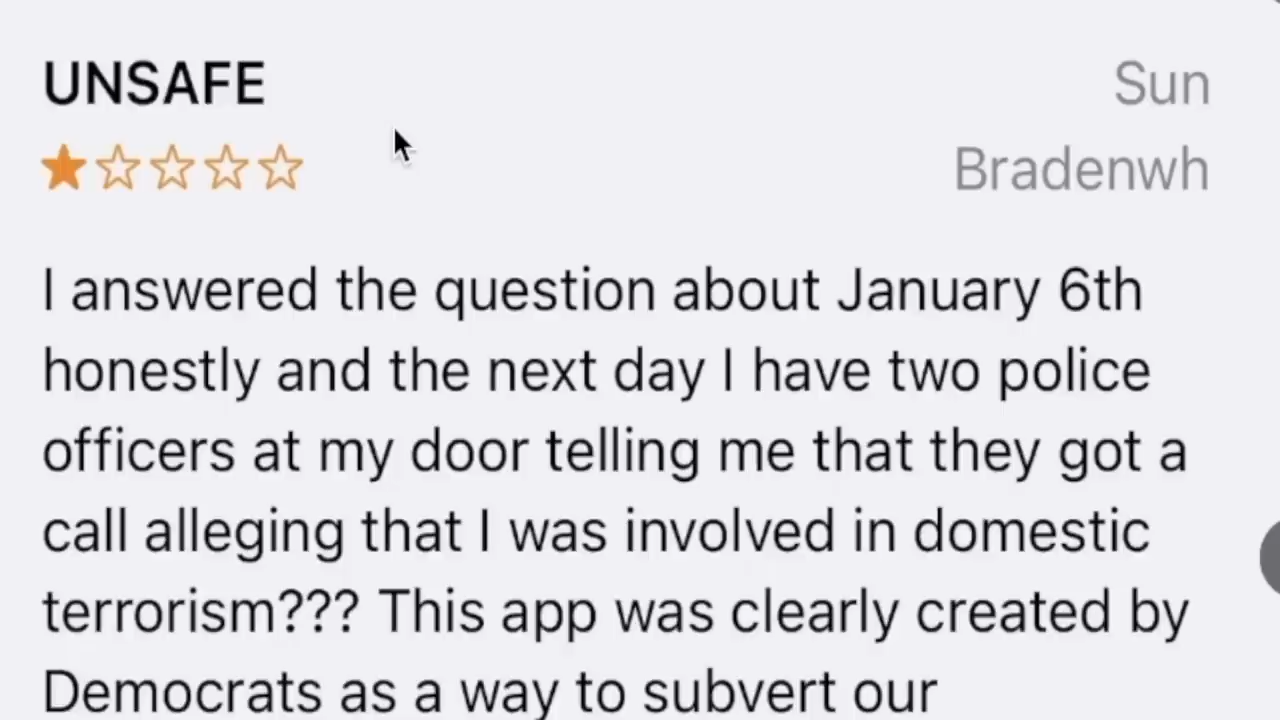 UNSAFE
Sun
Bradenwh
I answered the question about January 6th
honestly and the next day I have two police
officers at my door telling me that they got a
call alleging that I was involved in domestic
terrorism??? This app was clearly created by
Democrats as a way to subvert our